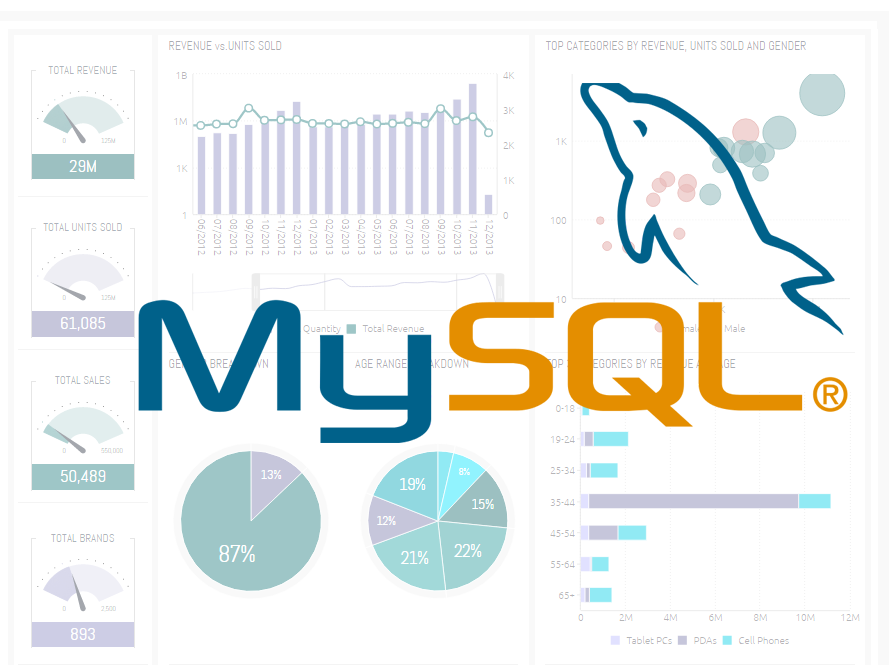 REVENUE vs.UNITS SOLD
TOP CATEGORIES BY REVENUE, UNITS SOLD AND GENDER
TOTAL REVENUE
0 125M
29M
1B
1M
1K
1
4K
3K
2K
1K
0
06/2012
07/2012
08/2012
09/2012
10/2012
11/2012
12/2012
01/2013
02/2013
03/2013
04/2013
05/2013
06/2013
07/2013
08/2013
09/2013
10/2013
11/2013
12/2013
1K
100
10
TOTAL UNITS SOLD
0 125M
61,085
Quantity Total Revenue
Male
MySQL®
AGE RANGE
TOTAL SALES
0 550,000
50,489
13%
87%
8%
15%
22%
21%
12%
19%
0-18
19-24
25-34
35-44
45-54
55-64
65+
0 2M 4M 6M 8M 10M 12M
Tablet PCs PDAs Cell Phones
TOTAL BRANDS
0 2,500
893